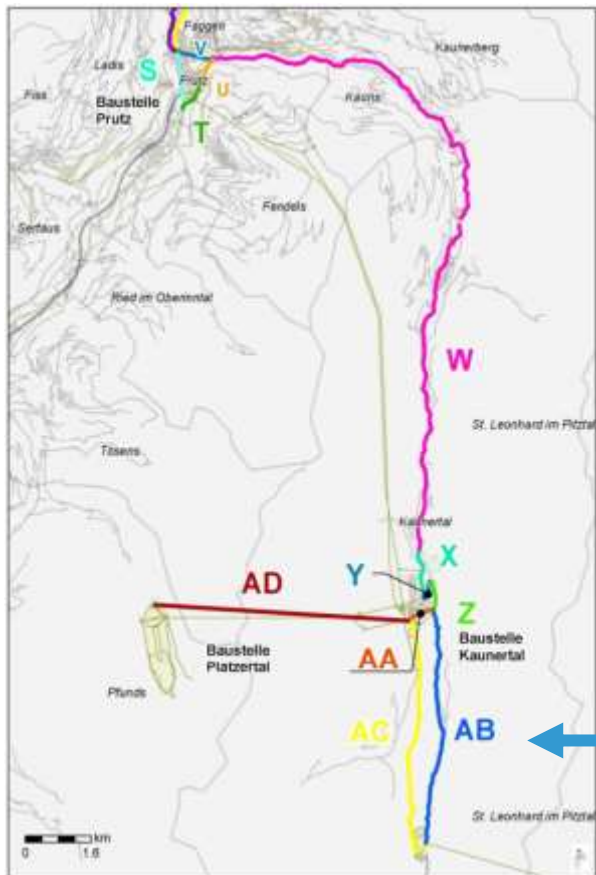 Faggen
Kaunerberg
V
S
Ladis
Prutz
U
Fiss
Kauns
Baustelle
Prutz
T
Fendels
Serfaus
Ried im Oberinntal
W
St. Leonhard im Pitztal
Tösens
Kaunertal
X
Y
AD
Z
Baustelle
Kaunertal
Baustelle
Platzertal
AA
Pfunds
AC
AB
St. Leonhard im Pitztal
km
0 1.6